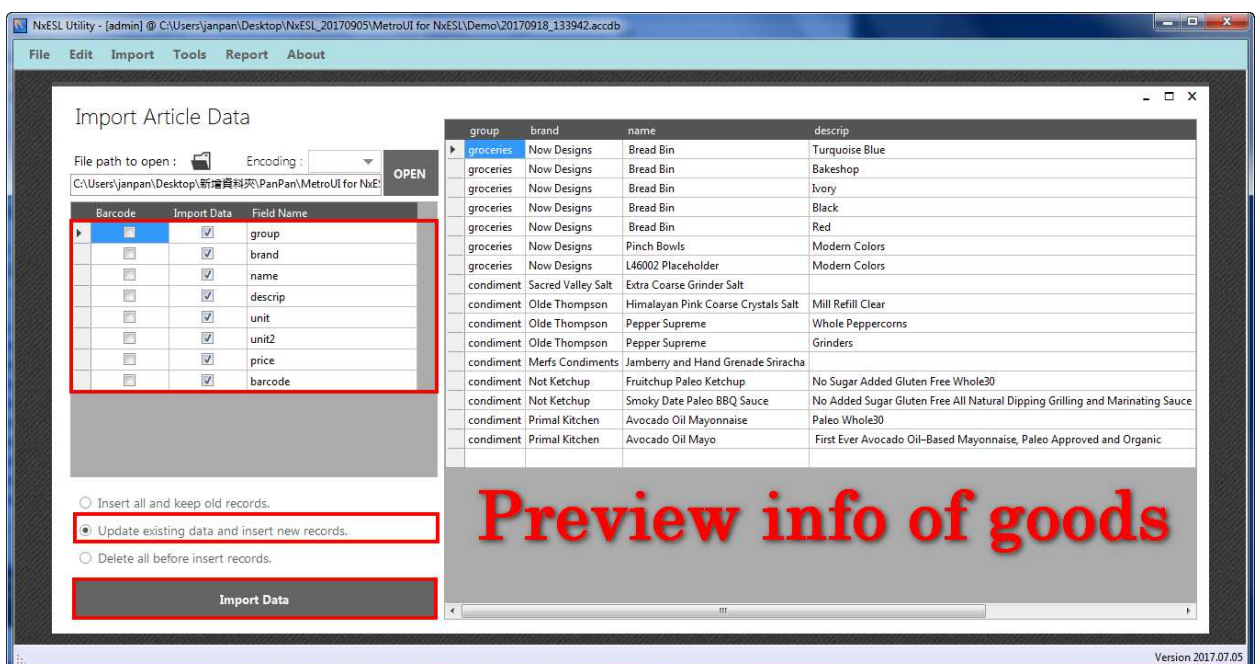 NxESL Utility - [admin] @ C:\Users\janpan\Desktop\NxESL_20170905\MetroUI for NxESL\Demo\20170918_133942.accdb
File Edit Import Tools Report About
Import Article Data
File path to open : Encoding : OPEN
C:\Users\janpan\Desktop\新增資料夾\PanPan\MetroUI for NxE
Barcode Import Data Field Name
group
brand
name
descrip
unit
unit2
price
barcode
Insert all and keep old records.
Update existing data and insert new records.
Delete all before insert records.
Import Data
group brand name descrip
groceries Now Designs Bread Bin Turquoise Blue
groceries Now Designs Bread Bin Bakeshop
groceries Now Designs Bread Bin Ivory
groceries Now Designs Bread Bin Black
groceries Now Designs Bread Bin Red
groceries Now Designs Pinch Bowls Modern Colors
groceries Now Designs L46002 Placeholder Modern Colors
condiment Sacred Valley Salt Extra Coarse Grinder Salt
condiment Olde Thompson Himalayan Pink Coarse Crystals Salt Mill Refill Clear
condiment Olde Thompson Pepper Supreme Whole Peppercorns
condiment Olde Thompson Pepper Supreme Grinders
condiment Merfs Condiments Jamberry and Hand Grenade Sriracha
condiment Not Ketchup Fruitchup Paleo Ketchup No Sugar Added Gluten Free Whole30
condiment Not Ketchup Smoky Date Paleo BBQ Sauce No Added Sugar Gluten Free All Natural Dipping Grilling and Marinating Sauce
condiment Primal Kitchen Avocado Oil Mayonnaise Paleo Whole30
condiment Primal Kitchen Avocado Oil Mayo First Ever Avocado Oil–Based Mayonnaise, Paleo Approved and Organic
Preview info of goods
Version 2017.07.05